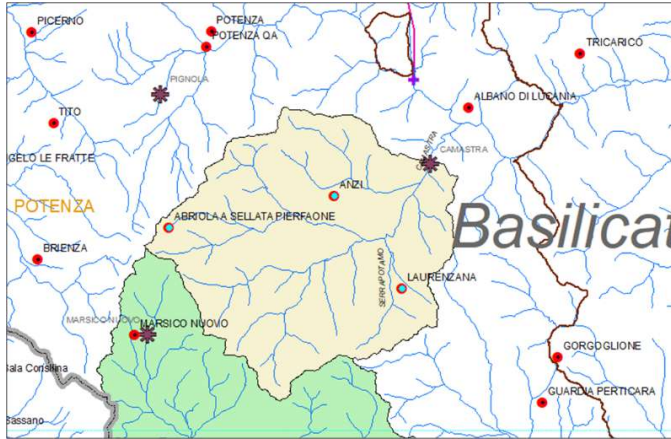 PICERNO
POTENZA
POTENZA QA
TRICARICO
PIGNOLA
ALBANO DI LUCANIA
TITO
CAMASTRA
GELO LE FRATTE
ANZI
POTENZA
ABRIOLA A SELLATA PIERFAONE
Basilicat
BRIENZA
SERRAPOTAMO
LAURENZANA
MARSICO NUOVO
MARSICO NUOVO
GORGOGLIONE
Sala Consilina
GUARDIA PERTICARA
Sassano